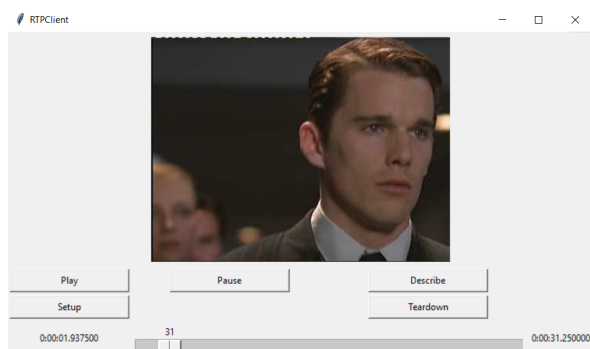 RTPClient
Play
Pause
Describe
Setup
Teardown
31
0:00:01.937500
0:00:31.250000